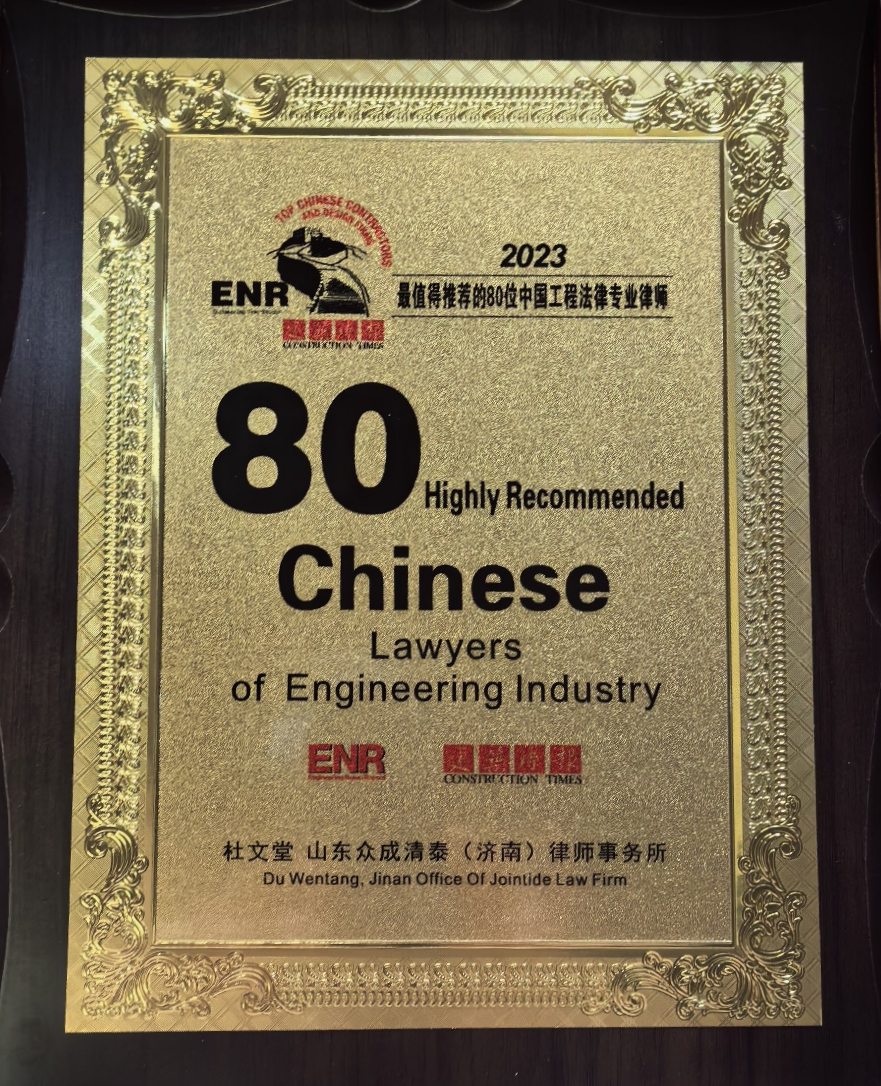 TOP CHINESE CONTRACTORS
AND DESIGN FIRMS
ENR
建筑时报
CONSTRUCTION TIMES
2023
最值得推荐的80位中国工程法律专业律师
80 Highly Recommended
Chinese
Lawyers
of Engineering Industry
ENR
建筑时报
CONSTRUCTION TIMES
杜文堂 山东众成清泰（济南）律师事务所
Du Wentang, Jinan Office Of Jointide Law Firm